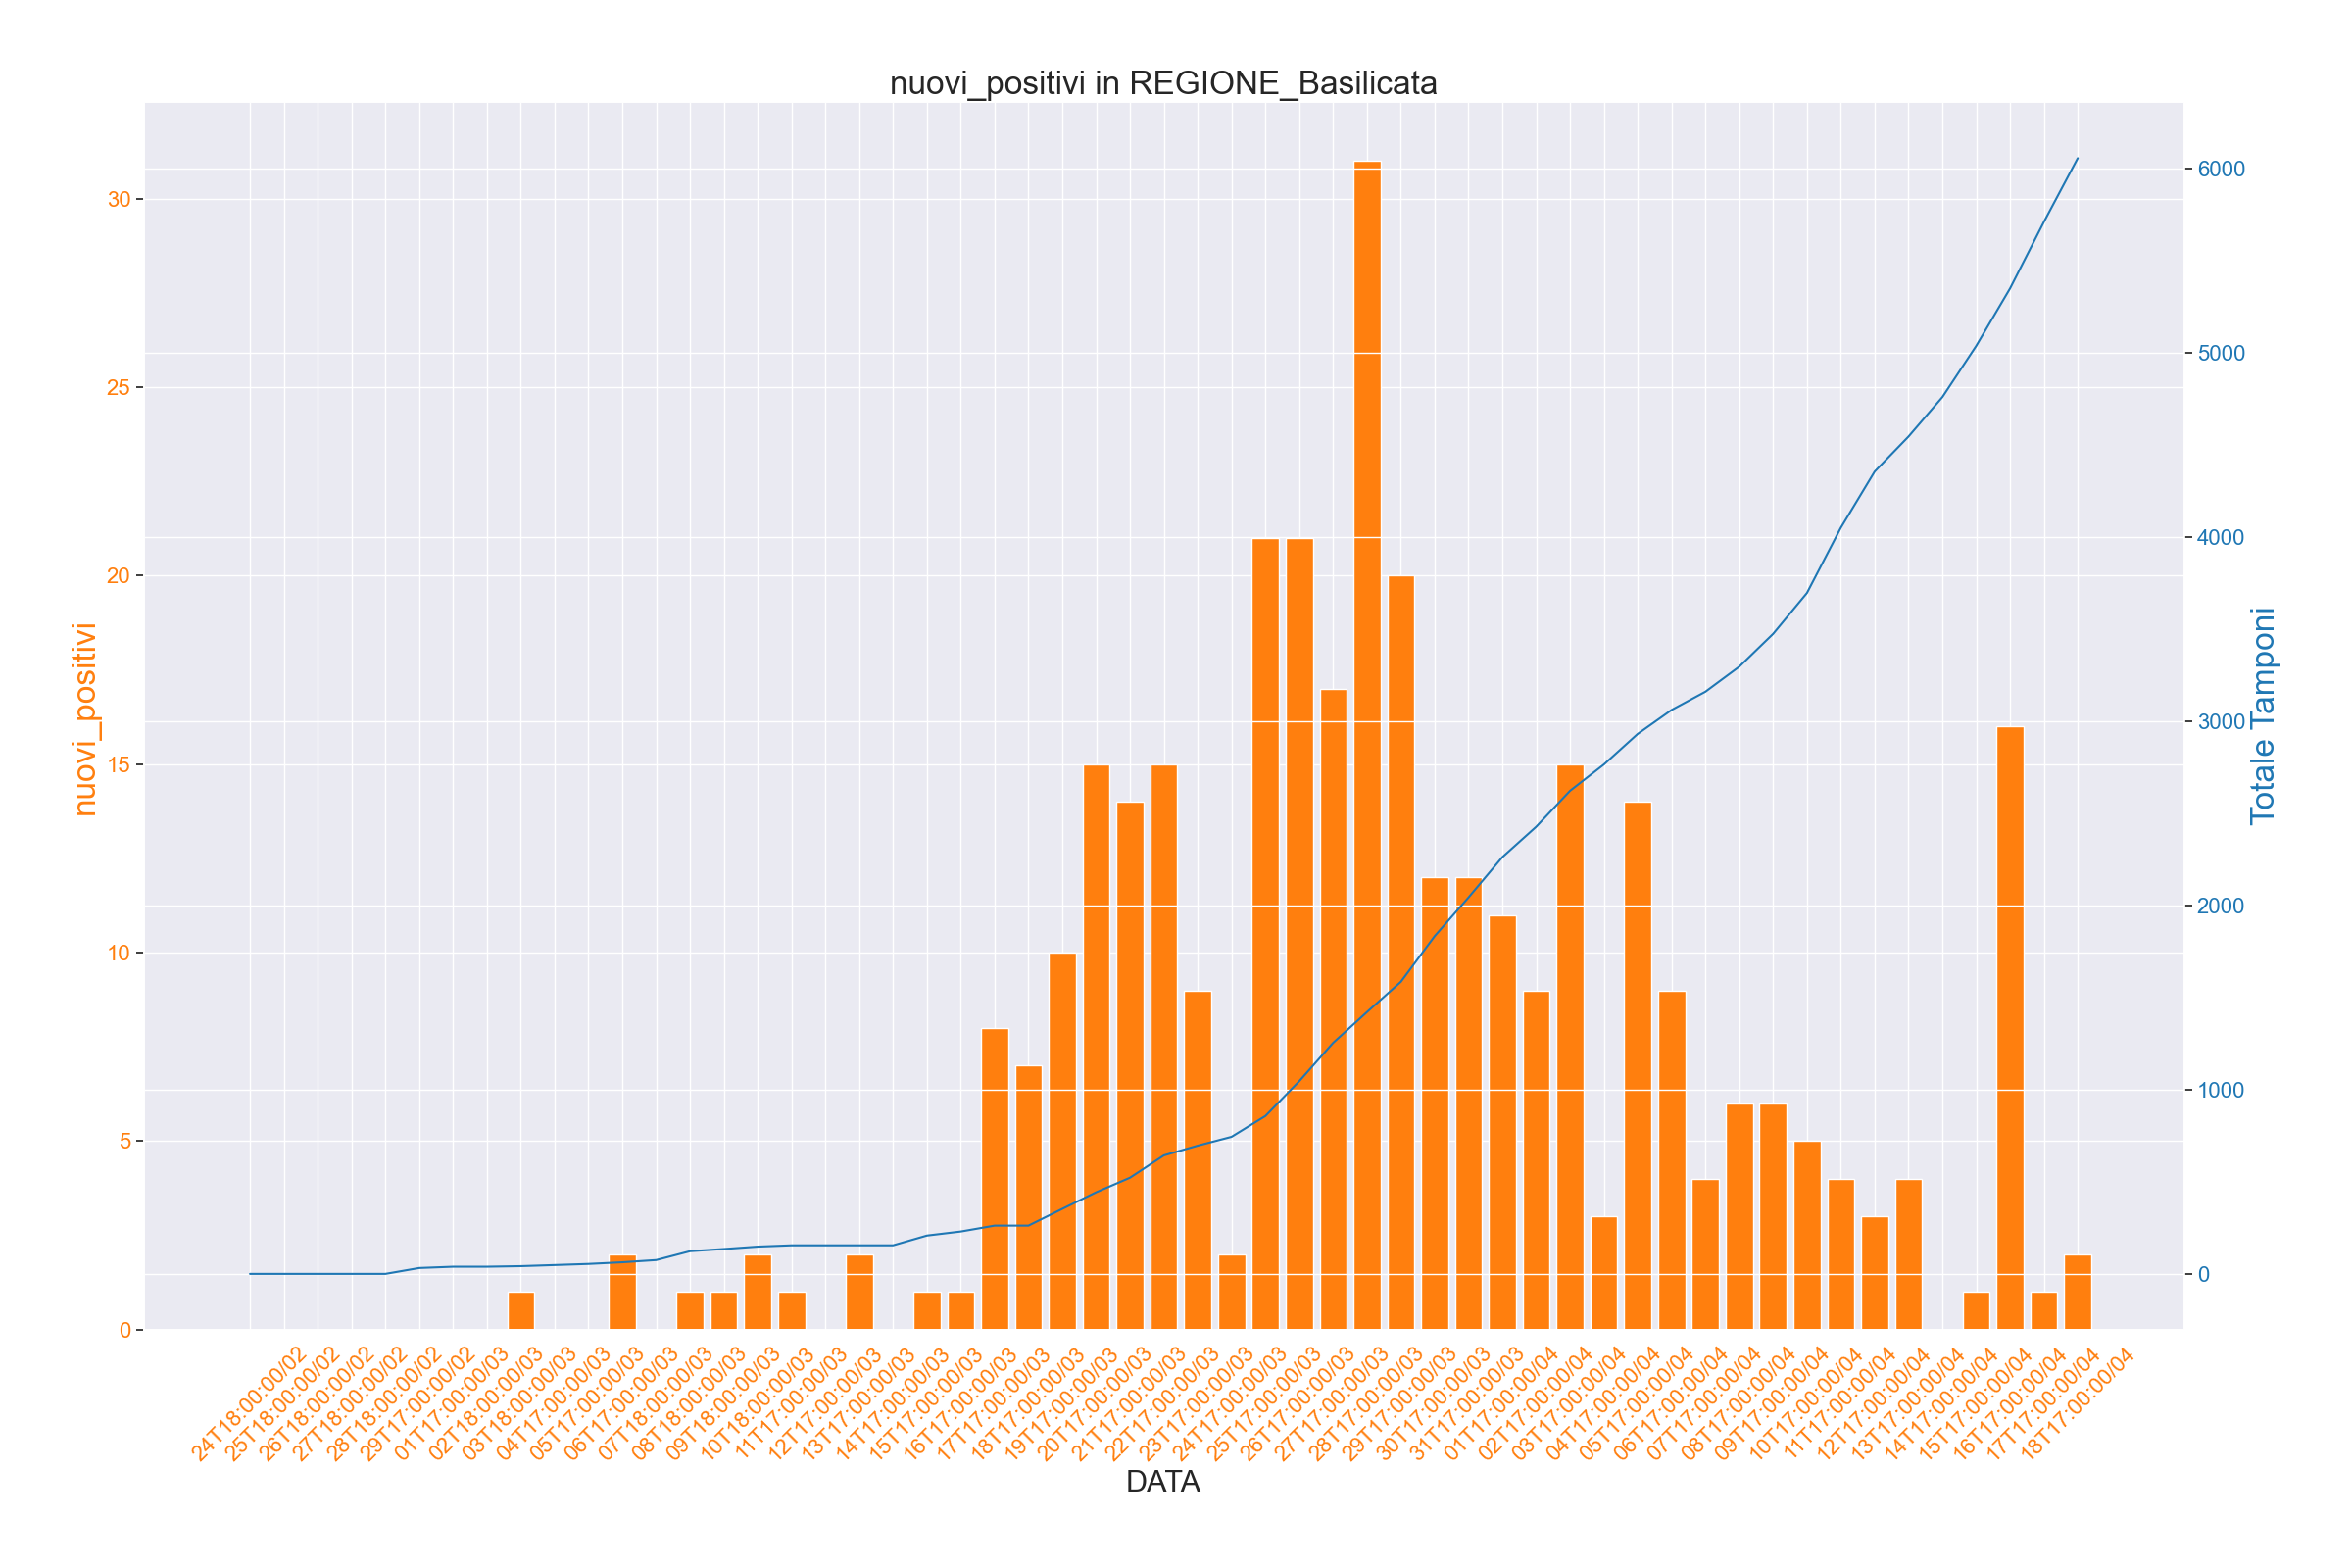 nuovi_positivi in REGIONE_Basilicata
30
25
20
15
10
5
0
nuovi_positivi
6000
5000
4000
3000
2000
1000
0
Totale Tamponi
24T18:00:00/02
25T18:00:00/02
26T18:00:00/02
27T18:00:00/02
28T18:00:00/02
29T17:00:00/02
01T17:00:00/03
02T18:00:00/03
03T18:00:00/03
04T17:00:00/03
05T17:00:00/03
06T17:00:00/03
07T18:00:00/03
08T18:00:00/03
09T18:00:00/03
10T18:00:00/03
11T17:00:00/03
12T17:00:00/03
13T17:00:00/03
14T17:00:00/03
15T17:00:00/03
16T17:00:00/03
17T17:00:00/03
18T17:00:00/03
19T17:00:00/03
20T17:00:00/03
21T17:00:00/03
22T17:00:00/03
23T17:00:00/03
24T17:00:00/03
25T17:00:00/03
26T17:00:00/03
27T17:00:00/03
28T17:00:00/03
29T17:00:00/03
30T17:00:00/03
31T17:00:00/03
01T17:00:00/04
02T17:00:00/04
03T17:00:00/04
04T17:00:00/04
05T17:00:00/04
06T17:00:00/04
07T17:00:00/04
08T17:00:00/04
09T17:00:00/04
10T17:00:00/04
11T17:00:00/04
12T17:00:00/04
13T17:00:00/04
14T17:00:00/04
15T17:00:00/04
16T17:00:00/04
17T17:00:00/04
18T17:00:00/04
DATA